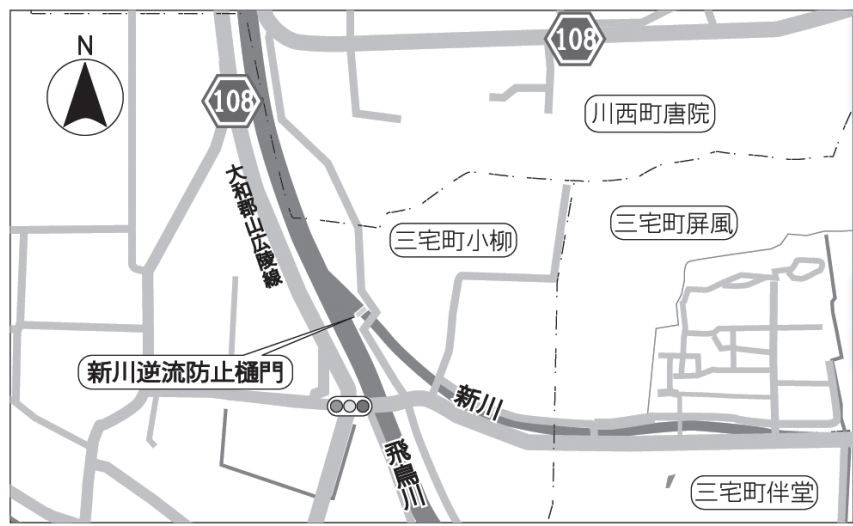 108
N
108
川西町唐院
大和郡山広陵線
三宅町屏風
三宅町小柳
新川逆流防止樋門
新川
飛鳥川
三宅町伴堂